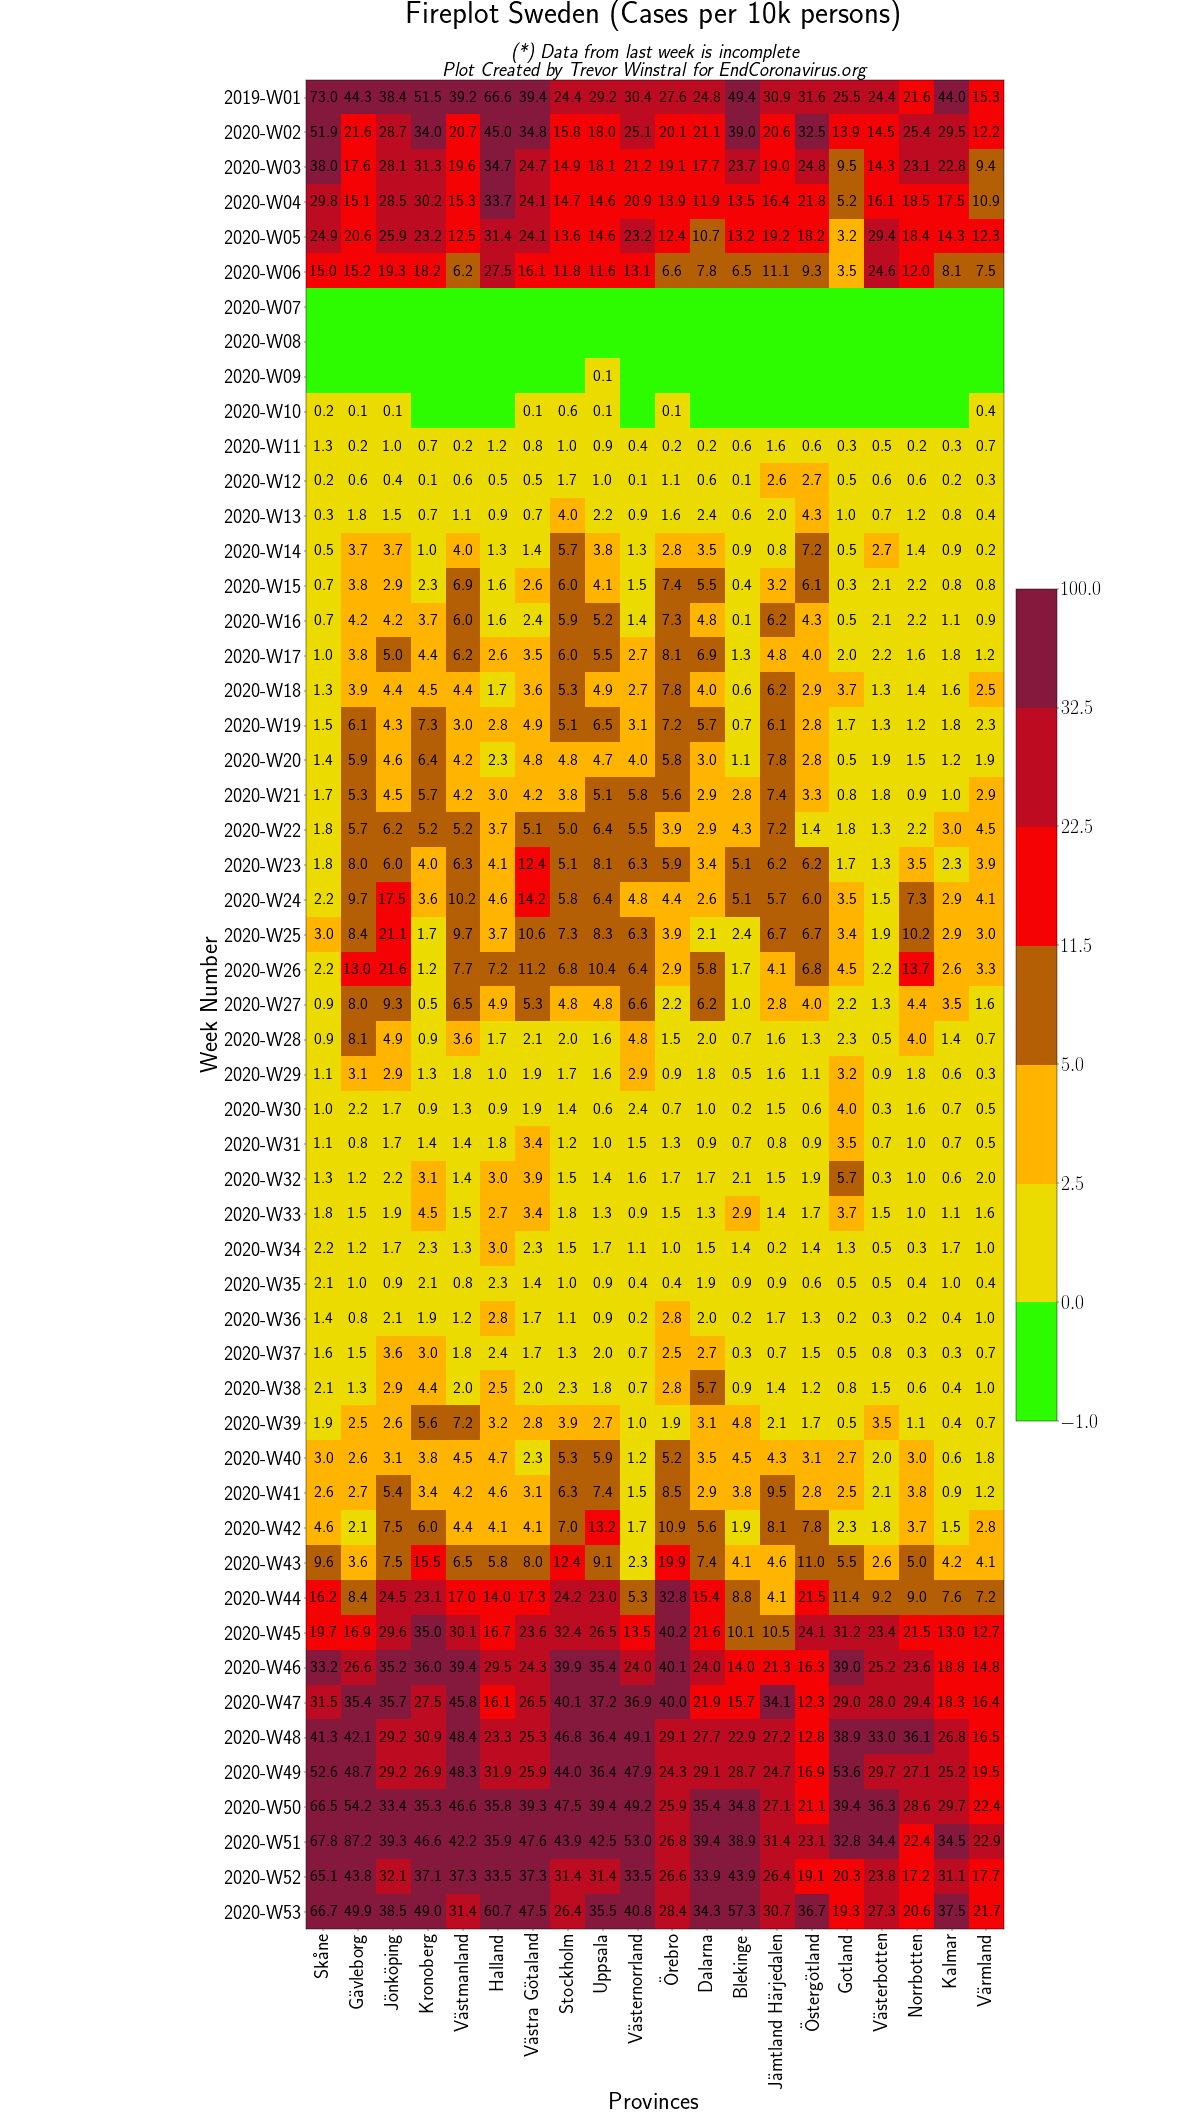 Fireplot Sweden (Cases per 10k persons)
(*) Data from last week is incomplete
Plot Created by Trevor Winstral for EndCoronavirus.org
2019-W01 73.0 44.3 38.4 51.5 39.2 66.6 39.4 24.4 29.2 30.4 27.6 24.8 49.4 30.9 31.6 25.5 24.4 21.6 44.0 15.3
2020-W02 51.9 21.6 28.7 34.0 20.7 45.0 34.8 15.8 18.0 25.1 20.1 21.1 39.0 20.6 32.5 13.9 14.5 25.4 29.5 12.2
2020-W03 38.0 17.6 28.1 31.3 19.6 34.7 24.7 14.9 18.1 21.2 19.1 17.7 23.7 19.0 24.8 9.5 14.3 23.1 22.8 9.4
2020-W04 29.8 15.1 28.5 30.2 15.3 33.7 24.1 14.7 14.6 20.9 13.9 11.9 13.5 16.4 21.8 5.2 16.1 18.5 17.5 10.9
2020-W05 24.9 20.6 25.9 23.2 12.5 31.4 24.1 13.6 14.6 23.2 12.4 10.7 13.2 19.2 18.2 3.2 29.4 18.4 14.3 12.3
2020-W06 15.0 15.2 19.3 18.2 6.2 27.5 16.1 11.8 11.6 13.1 6.6 7.8 6.5 11.1 9.3 3.5 24.6 12.0 8.1 7.5
2020-W07
2020-W08
2020-W09 0.1
2020-W10 0.2 0.1 0.1 0.1 0.6 0.1 0.1 0.4
2020-W11 1.3 0.2 1.0 0.7 0.2 1.2 0.8 1.0 0.9 0.4 0.2 0.2 0.6 1.6 0.6 0.3 0.5 0.2 0.3 0.7
2020-W12 0.2 0.6 0.4 0.1 0.6 0.5 0.5 1.7 1.0 0.1 1.1 0.6 0.1 2.6 2.7 0.5 0.6 0.6 0.2 0.3
2020-W13 0.3 1.8 1.5 0.7 1.1 0.9 0.7 4.0 2.2 0.9 1.6 2.4 0.6 2.0 4.3 1.0 0.7 1.2 0.8 0.4
2020-W14 0.5 3.7 3.7 1.0 4.0 1.3 1.4 5.7 3.8 1.3 2.8 3.5 0.9 0.8 7.2 0.5 2.7 1.4 0.9 0.2
2020-W15 0.7 3.8 2.9 2.3 6.9 1.6 2.6 6.0 4.1 1.5 7.4 5.5 0.4 3.2 6.1 0.3 2.1 2.2 0.8 0.8
2020-W16 0.7 4.2 4.2 3.7 6.0 1.6 2.4 5.9 5.2 1.4 7.3 4.8 0.1 6.2 4.3 0.5 2.1 2.2 1.1 0.9
2020-W17 1.0 3.8 5.0 4.4 6.2 2.6 3.5 6.0 5.5 2.7 8.1 6.9 1.3 4.8 4.0 2.0 2.2 1.6 1.8 1.2
2020-W18 1.3 3.9 4.4 4.5 4.4 1.7 3.6 5.3 4.9 2.7 7.8 4.0 0.6 6.2 2.9 3.7 1.3 1.4 1.6 2.5
2020-W19 1.5 6.1 4.3 7.3 3.0 2.8 4.9 5.1 6.5 3.1 7.2 5.7 0.7 6.1 2.8 1.7 1.3 1.2 1.8 2.3
2020-W20 1.4 5.9 4.6 6.4 4.2 2.3 4.8 4.8 4.7 4.0 5.8 3.0 1.1 7.8 2.8 0.5 1.9 1.5 1.2 1.9
2020-W21 1.7 5.3 4.5 5.7 4.2 3.0 4.2 3.8 5.1 5.8 5.6 2.9 2.8 7.4 3.3 0.8 1.8 0.9 1.0 2.9
2020-W22 1.8 5.7 6.2 5.2 5.2 3.7 5.1 5.0 6.4 5.5 3.9 2.9 4.3 7.2 1.4 1.8 1.3 2.2 3.0 4.5
2020-W23 1.8 8.0 6.0 4.0 6.3 4.1 12.4 5.1 8.1 6.3 5.9 3.4 5.1 6.2 6.2 1.7 1.3 3.5 2.3 3.9
2020-W24 2.2 9.7 17.5 3.6 10.2 4.6 14.2 5.8 6.4 4.8 4.4 2.6 5.1 5.7 6.0 3.5 1.5 7.3 2.9 4.1
2020-W25 3.0 8.4 21.1 1.7 9.7 3.7 10.6 7.3 8.3 6.3 3.9 2.1 2.4 6.7 6.7 3.4 1.9 10.2 2.9 3.0
2020-W26 2.2 13.0 21.6 1.2 7.7 7.2 11.2 6.8 10.4 6.4 2.9 5.8 1.7 4.1 6.8 4.5 2.2 13.7 2.6 3.3
2020-W27 0.9 8.0 9.3 0.5 6.5 4.9 5.3 4.8 4.8 6.6 2.2 6.2 1.0 2.8 4.0 2.2 1.3 4.4 3.5 1.6
2020-W28 0.9 8.1 4.9 0.9 3.6 1.7 2.1 2.0 1.6 4.8 1.5 2.0 0.7 1.6 1.3 2.3 0.5 4.0 1.4 0.7
2020-W29 1.1 3.1 2.9 1.3 1.8 1.0 1.9 1.7 1.6 2.9 0.9 1.8 0.5 1.6 1.1 3.2 0.9 1.8 0.6 0.3
2020-W30 1.0 2.2 1.7 0.9 1.3 0.9 1.9 1.4 0.6 2.4 0.7 1.0 0.2 1.5 0.6 4.0 0.3 1.6 0.7 0.5
2020-W31 1.1 0.8 1.7 1.4 1.4 1.8 3.4 1.2 1.0 1.5 1.3 0.9 0.7 0.8 0.9 3.5 0.7 1.0 0.7 0.5
2020-W32 1.3 1.2 2.2 3.1 1.4 3.0 3.9 1.5 1.4 1.6 1.7 1.7 2.1 1.5 1.9 5.7 0.3 1.0 0.6 2.0
2020-W33 1.8 1.5 1.9 4.5 1.5 2.7 3.4 1.8 1.3 0.9 1.5 1.3 2.9 1.4 1.7 3.7 1.5 1.0 1.1 1.6
2020-W34 2.2 1.2 1.7 2.3 1.3 3.0 2.3 1.5 1.7 1.1 1.0 1.5 1.4 0.2 1.4 1.3 0.5 0.3 1.7 1.0
2020-W35 2.1 1.0 0.9 2.1 0.8 2.3 1.4 1.0 0.9 0.4 0.4 1.9 0.9 0.9 0.6 0.5 0.5 0.4 1.0 0.4
2020-W36 1.4 0.8 2.1 1.9 1.2 2.8 1.7 1.1 0.9 0.2 2.8 2.0 0.2 1.7 1.3 0.2 0.3 0.2 0.4 1.0
2020-W37 1.6 1.5 3.6 3.0 1.8 2.4 1.7 1.3 2.0 0.7 2.5 2.7 0.3 0.7 1.5 0.5 0.8 0.3 0.3 0.7
2020-W38 2.1 1.3 2.9 4.4 2.0 2.5 2.0 2.3 1.8 0.7 2.8 5.7 0.9 1.4 1.2 0.8 1.5 0.6 0.4 1.0
2020-W39 1.9 2.5 2.6 5.6 7.2 3.2 2.8 3.9 2.7 1.0 1.9 3.1 4.8 2.1 1.7 0.5 3.5 1.1 0.4 0.7
2020-W40 3.0 2.6 3.1 3.8 4.5 4.7 2.3 5.3 5.9 1.2 5.2 3.5 4.5 4.3 3.1 2.7 2.0 3.0 0.6 1.8
2020-W41 2.6 2.7 5.4 3.4 4.2 4.6 3.1 6.3 7.4 1.5 8.5 2.9 3.8 9.5 2.8 2.5 2.1 3.8 0.9 1.2
2020-W42 4.6 2.1 7.5 6.0 4.4 4.1 4.1 7.0 13.2 1.7 10.9 5.6 1.9 8.1 7.8 2.3 1.8 3.7 1.5 2.8
2020-W43 9.6 3.6 7.5 15.5 6.5 5.8 8.0 12.4 9.1 2.3 19.9 7.4 4.1 4.6 11.0 5.5 2.6 5.0 4.2 4.1
2020-W44 16.2 8.4 24.5 23.1 17.0 14.0 17.3 24.2 23.0 5.3 32.8 15.4 8.8 4.1 21.5 11.4 9.2 9.0 7.6 7.2
2020-W45 19.7 16.9 29.6 35.0 30.1 16.7 23.6 32.4 26.5 13.5 40.2 21.6 10.1 10.5 24.1 31.2 23.4 21.5 13.0 12.7
2020-W46 33.2 26.6 35.2 36.0 39.4 29.5 24.3 39.9 35.4 24.0 40.1 24.0 14.0 21.3 16.3 39.0 25.2 23.6 18.8 14.8
2020-W47 31.5 35.4 35.7 27.5 45.8 16.1 26.5 40.1 37.2 36.9 40.0 21.9 15.7 34.1 12.3 29.0 28.0 29.4 18.3 16.4
2020-W48 41.3 42.1 29.2 30.9 48.4 23.3 25.3 46.8 36.4 49.1 29.1 27.7 22.9 27.2 12.8 38.9 33.0 36.1 26.8 16.5
2020-W49 52.6 48.7 29.2 26.9 48.3 31.9 25.9 44.0 36.4 47.9 24.3 29.1 28.7 24.7 16.9 53.6 29.7 27.1 25.2 19.5
2020-W50 66.5 54.2 33.4 35.3 46.6 35.8 39.3 47.5 39.4 49.2 25.9 35.4 34.8 27.1 21.1 39.4 36.3 28.6 29.7 22.4
2020-W51 67.8 87.2 39.3 46.6 42.2 35.9 47.6 43.9 42.5 53.0 26.8 39.4 38.9 31.4 23.1 32.8 34.4 22.4 34.5 22.9
2020-W52 65.1 43.8 32.1 37.1 37.3 33.5 37.3 31.4 31.4 33.5 26.6 33.9 43.9 26.4 19.1 20.3 23.8 17.2 31.1 17.7
2020-W53 66.7 49.9 38.5 49.0 31.4 60.7 47.5 26.4 35.5 40.8 28.4 34.3 57.3 30.7 36.7 19.3 27.3 20.6 37.5 21.7
Week Number
Skåne
Gävleborg
Jönköping
Kronoberg
Västmanland
Halland
Västra Götaland
Stockholm
Uppsala
Västernorrland
Örebro
Dalarna
Blekinge
Jämtland Härjedalen
Östergötland
Gotland
Västerbotten
Norrbotten
Kalmar
Värmland
Provinces
100.0
32.5
22.5
11.5
5.0
2.5
0.0
−1.0